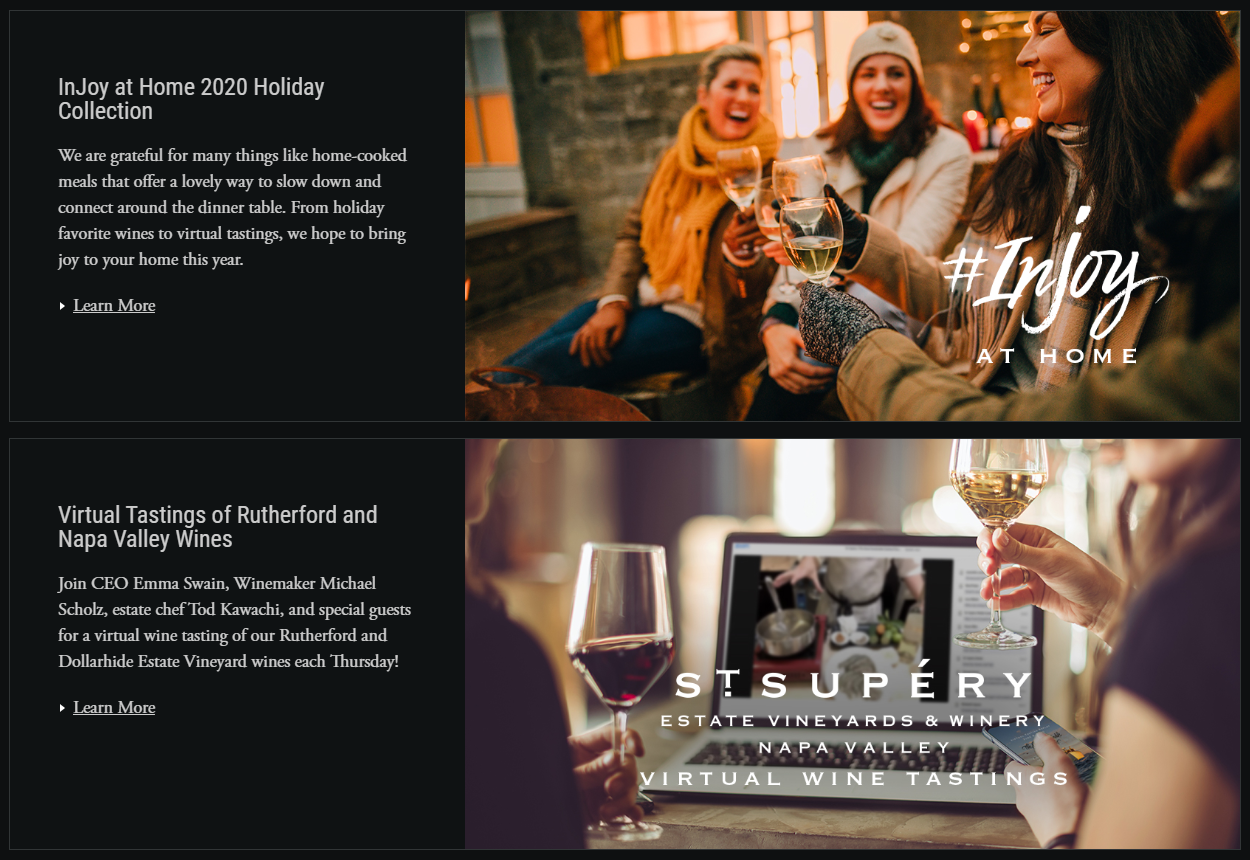 InJoy at Home 2020 Holiday
Collection
We are grateful for many things like home-cooked
meals that offer a lovely way to slow down and
connect around the dinner table. From holiday
favorite wines to virtual tastings, we hope to bring
joy to your home this year.
Learn More
#InJoy
AT HOME
Virtual Tastings of Rutherford and
Napa Valley Wines
Join CEO Emma Swain, Winemaker Michael
Scholz, estate chef Tod Kawachi, and special guests
for a virtual wine tasting of our Rutherford and
Dollarhide Estate Vineyard wines each Thursday!
Learn More
ST SUPÉRY
ESTATE VINEYARDS & WINERY
NAPA VALLEY
VIRTUAL WINE TASTINGS